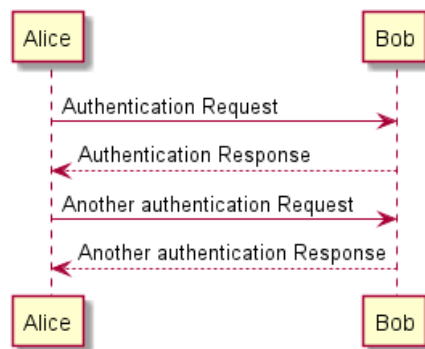 Alice
Bob
Authentication Request
Authentication Response
Another authentication Request
Another authentication Response
Alice
Bob